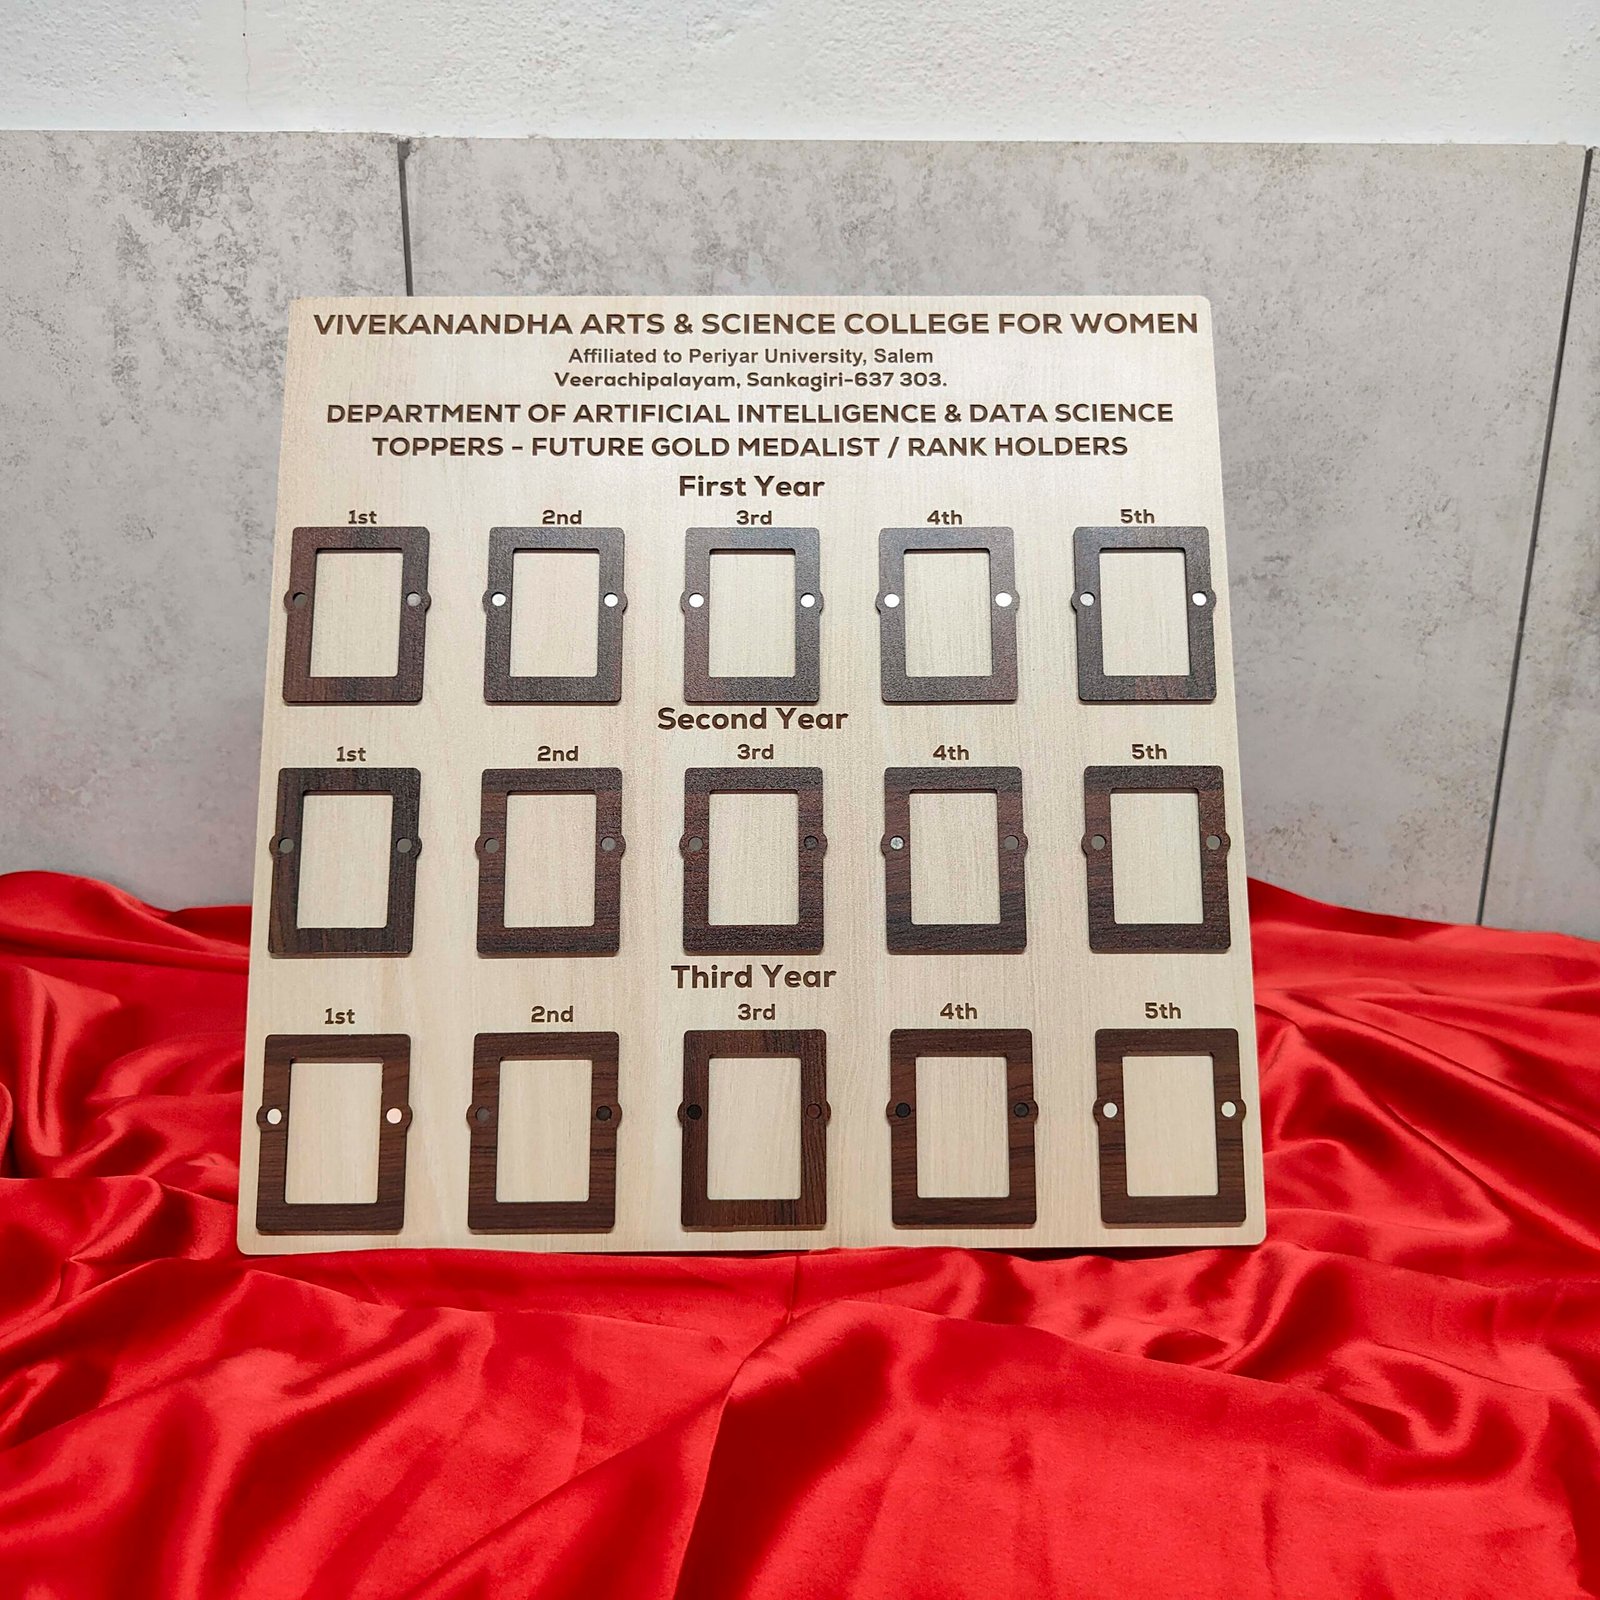 VIVEKANANDHA ARTS & SCIENCE COLLEGE FOR WOMEN
Affiliated to Periyar University, Salem
Veerachipalayam, Sankagiri-637 303.
DEPARTMENT OF ARTIFICIAL INTELLIGENCE & DATA SCIENCE
TOPPERS - FUTURE GOLD MEDALIST / RANK HOLDERS
First Year
1st 2nd 3rd 4th 5th
Second Year
1st 2nd 3rd 4th 5th
Third Year
1st 2nd 3rd 4th 5th